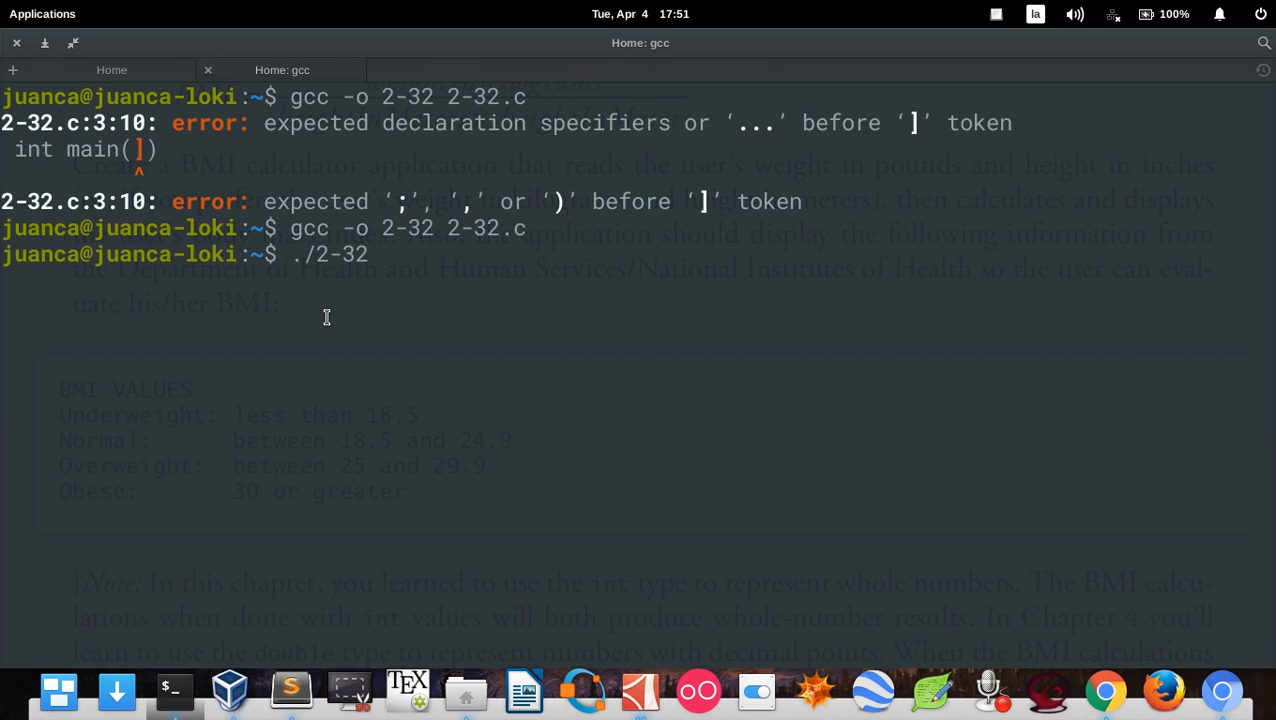 Applications
Tue, Apr 4 17:51
la
100%
Home: gcc
Home
Home: gcc
juanca@juanca-loki:~$ gcc -o 2-32 2-32.c
2-32.c:3:10: error: expected declaration specifiers or ‘...’ before ‘]’ token
int main(])
^
2-32.c:3:10: error: expected ‘;’, ‘,’ or ‘)’ before ‘]’ token
juanca@juanca-loki:~$ gcc -o 2-32 2-32.c
juanca@juanca-loki:~$ ./2-32
a BMI calculator application that reads the user's weight in pounds and height in inches
then calculates and displays
the user's body mass index. Also, the application should display the following information from
the Department of Health and Human Services/National Institutes of Health so the user can eval-
uate his/her BMI:
BMI VALUES
Underweight: less than 18.5
Normal: between 18.5 and 24.9
Overweight: between 25 and 29.9
Obese: 30 or greater
[Note: In this chapter, you learned to use the int type to represent whole numbers. The BMI calcu-
lations when done with int values will both produce whole-number results. In Chapter 4 you'll
learn to use the double type to represent numbers with decimal points. When the BMI calculations
>_
S
TEX